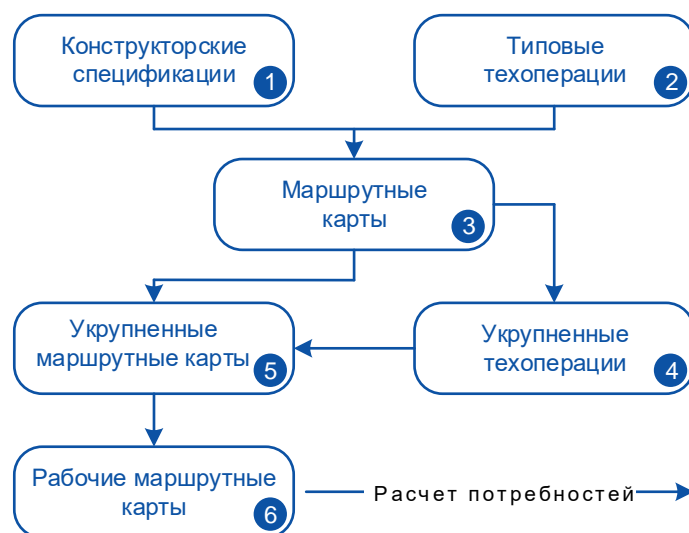 Конструкторские
спецификации
1
Типовые
техоперации
2
Маршрутные
карты
3
Укрупненные
маршрутные карты
5
Укрупненные
техоперации
4
Рабочие маршрутные
карты
6
Расчет потребностей